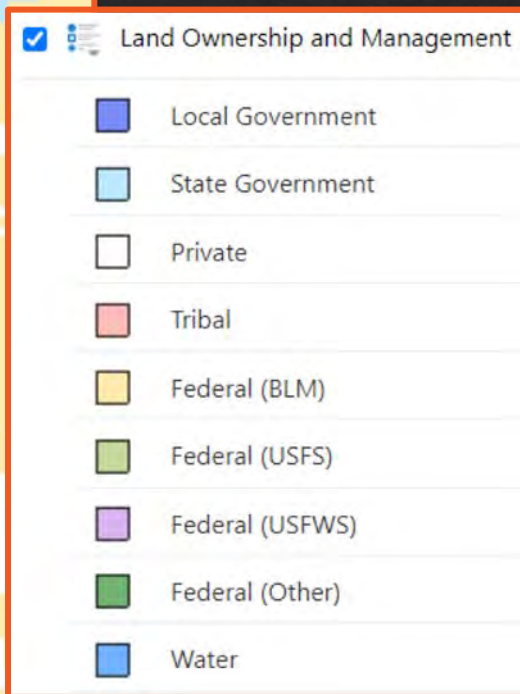 Land Ownership and Management
Local Government
State Government
Private
Tribal
Federal (BLM)
Federal (USFS)
Federal (USFWS)
Federal (Other)
Water